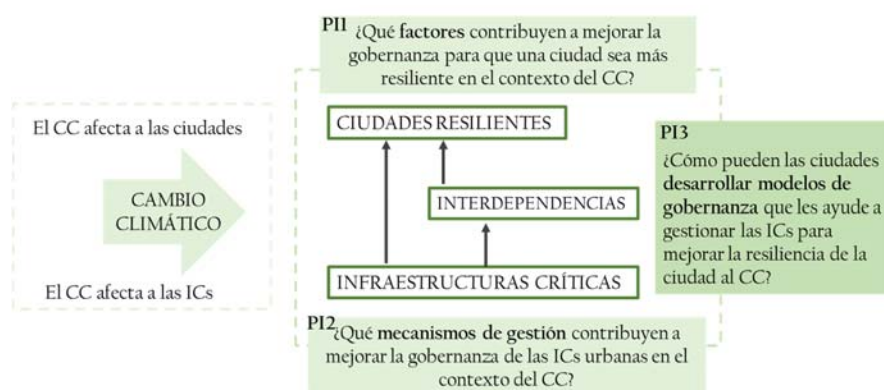 PI1
¿Qué factores contribuyen a mejorar la
gobernanza para que una ciudad sea más
resiliente en el contexto del CC?
El CC afecta a las ciudades
CAMBIO
CLIMÁTICO
El CC afecta a las ICs
CIUDADES RESILIENTES
INTERDEPENDENCIAS
INFRAESTRUCTURAS CRÍTICAS
PI3
¿Cómo pueden las ciudades
desarrollar modelos de
gobernanza que les ayude a
gestionar las ICs para
mejorar la resiliencia de la
ciudad al CC?
PI2
¿Qué mecanismos de gestión contribuyen a
mejorar la gobernanza de las ICs urbanas en el
contexto del CC?